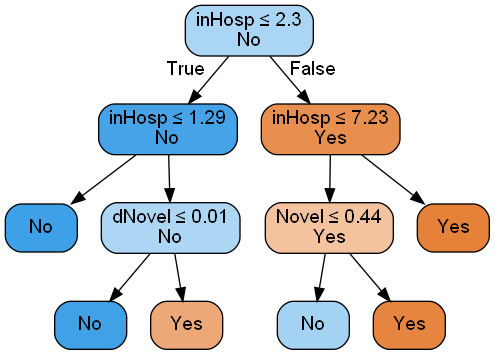 inHosp ≤ 2.3
No
True
False
inHosp ≤ 1.29
No
inHosp ≤ 7.23
Yes
No
dNovel ≤ 0.01
No
Novel ≤ 0.44
Yes
Yes
No
Yes
No
Yes